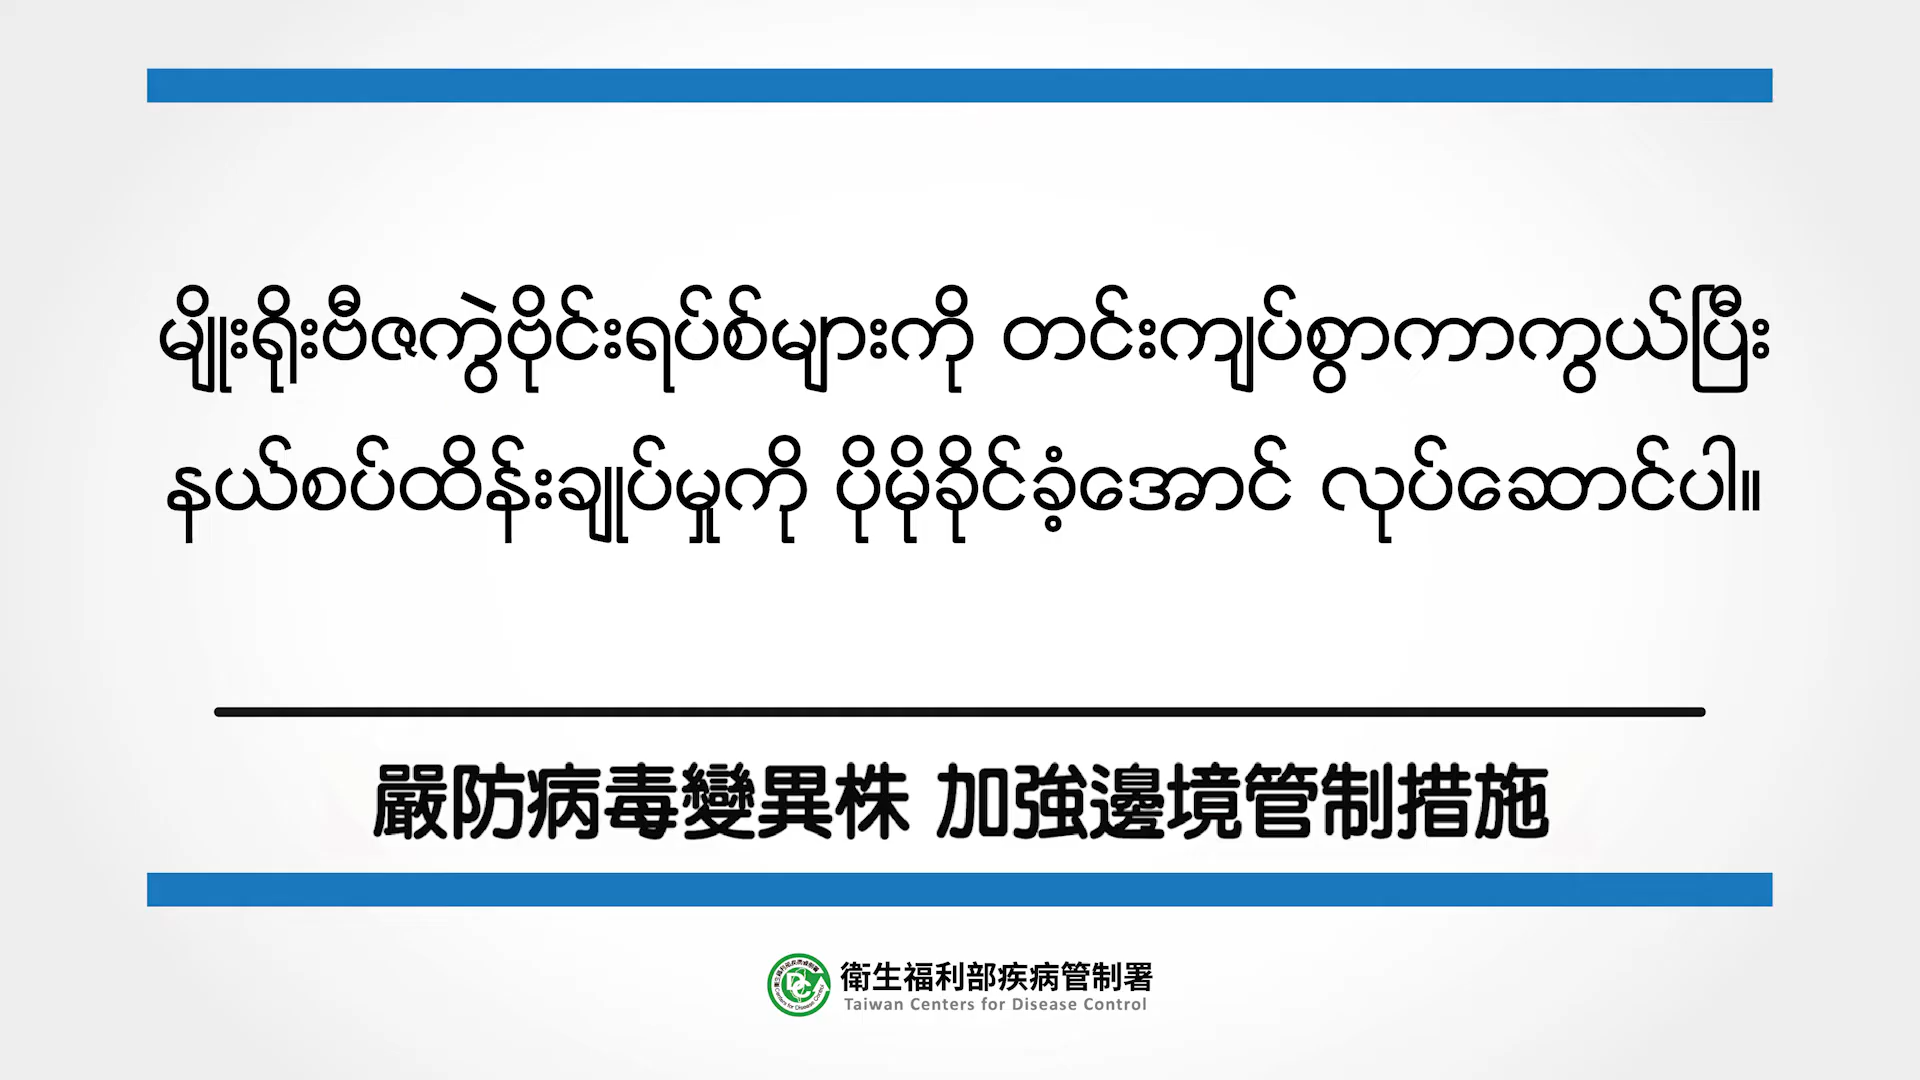 မျိုးရိုးဗီဇကွဲဗိုင်းရပ်စ်များကို တင်းကျပ်စွာကာကွယ်ပြီး
နယ်စပ်ထိန်းချုပ်မှုကို ပိုမိုခိုင်ခံ့အောင် လုပ်ဆောင်ပါ။
嚴防病毒變異株 加強邊境管制措施
衛生福利部疾病管制署
Taiwan Centers for Disease Control